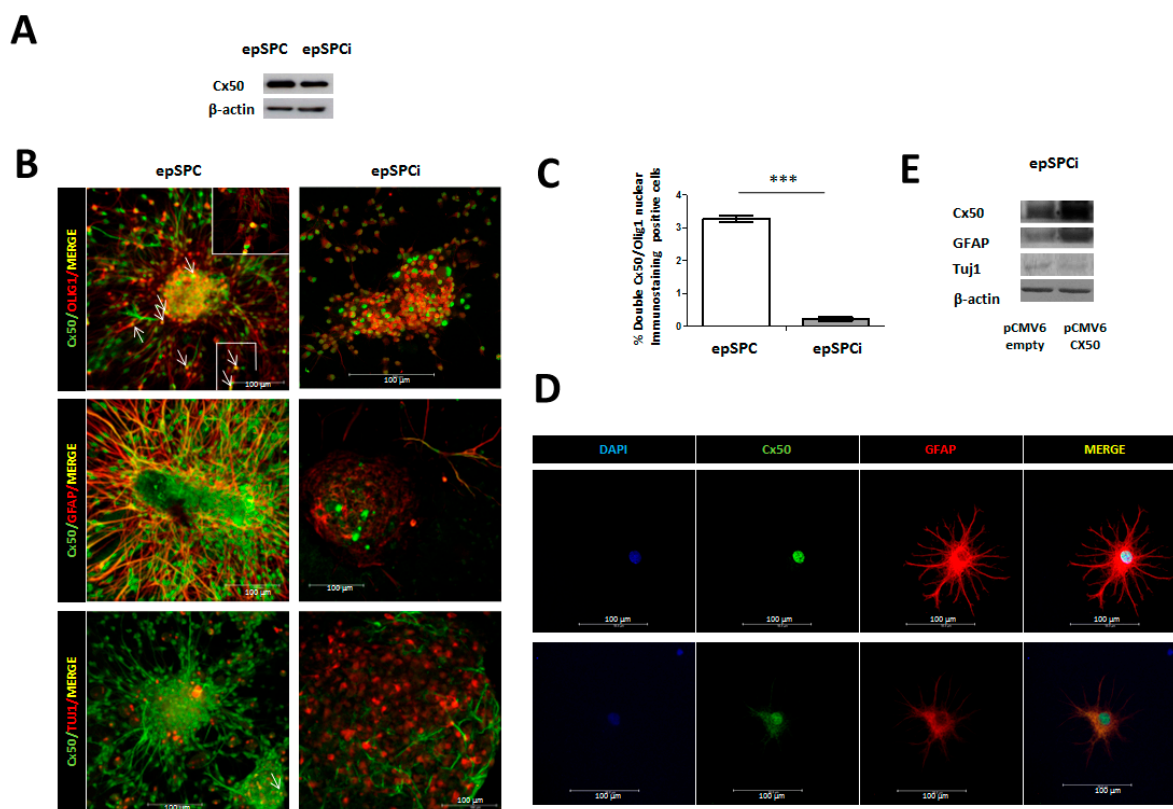 A
epSPC epSPCi
Cx50
β-actin
B
epSPC epSPCi
Cx50/OLIG1/MERGE
100 µm
100 µm
Cx50/GFAP/MERGE
100 µm
100 µm
Cx50/TUJ1/MERGE
100 µm
100 µm
C
% Double Cx50/Olig1 nuclear
Immunostaining positive cells
***
4
3
2
1
0
epSPC epSPCi
E
epSPCi
Cx50
GFAP
Tuj1
β-actin
pCMV6 pCMV6
empty CX50
D
DAPI Cx50 GFAP MERGE
100 µm 100 µm 100 µm 100 µm
100 µm 100 µm 100 µm 100 µm